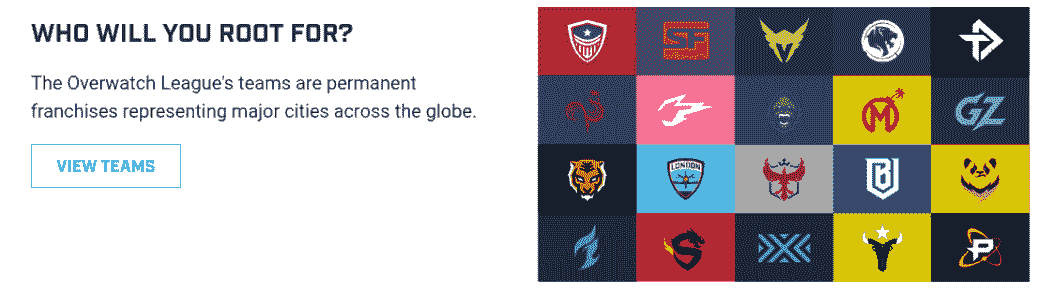 WHO WILL YOU ROOT FOR?
The Overwatch League's teams are permanent
franchises representing major cities across the globe.
VIEW TEAMS
SF
M
GZ
LONDON
B
S
P